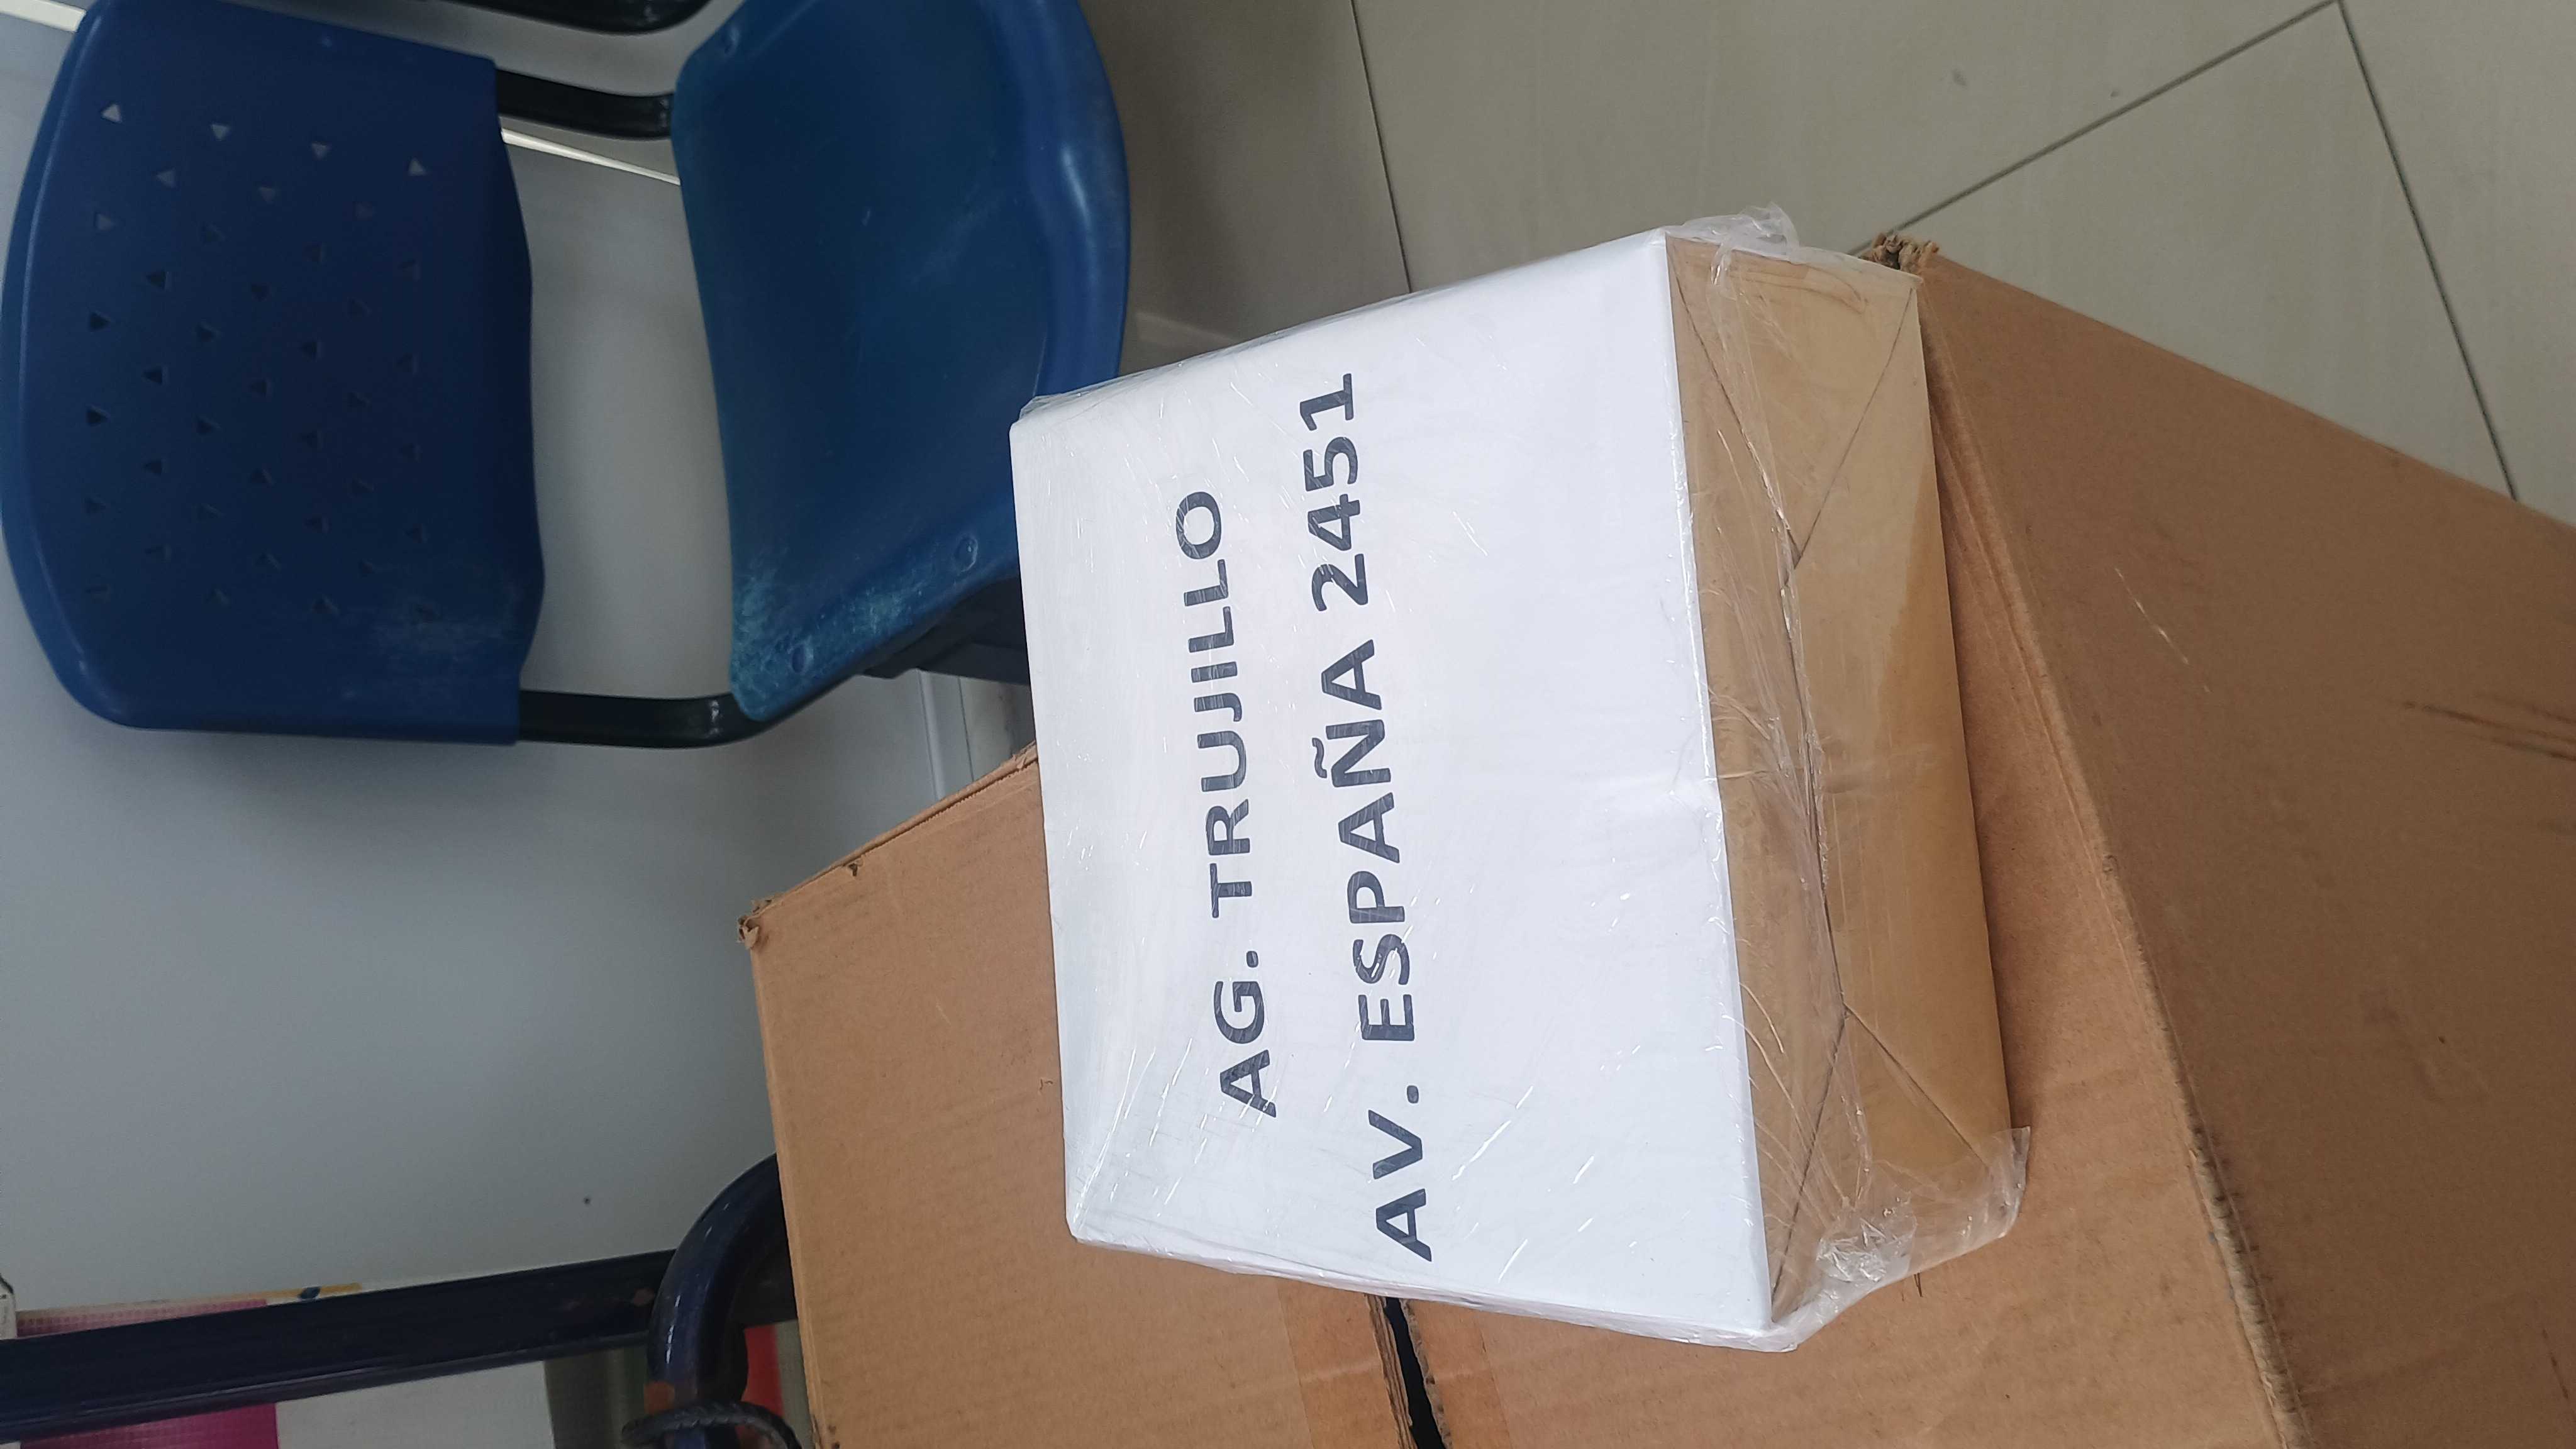 AG. TRUJILLO
AV. ESPAÑA 2451